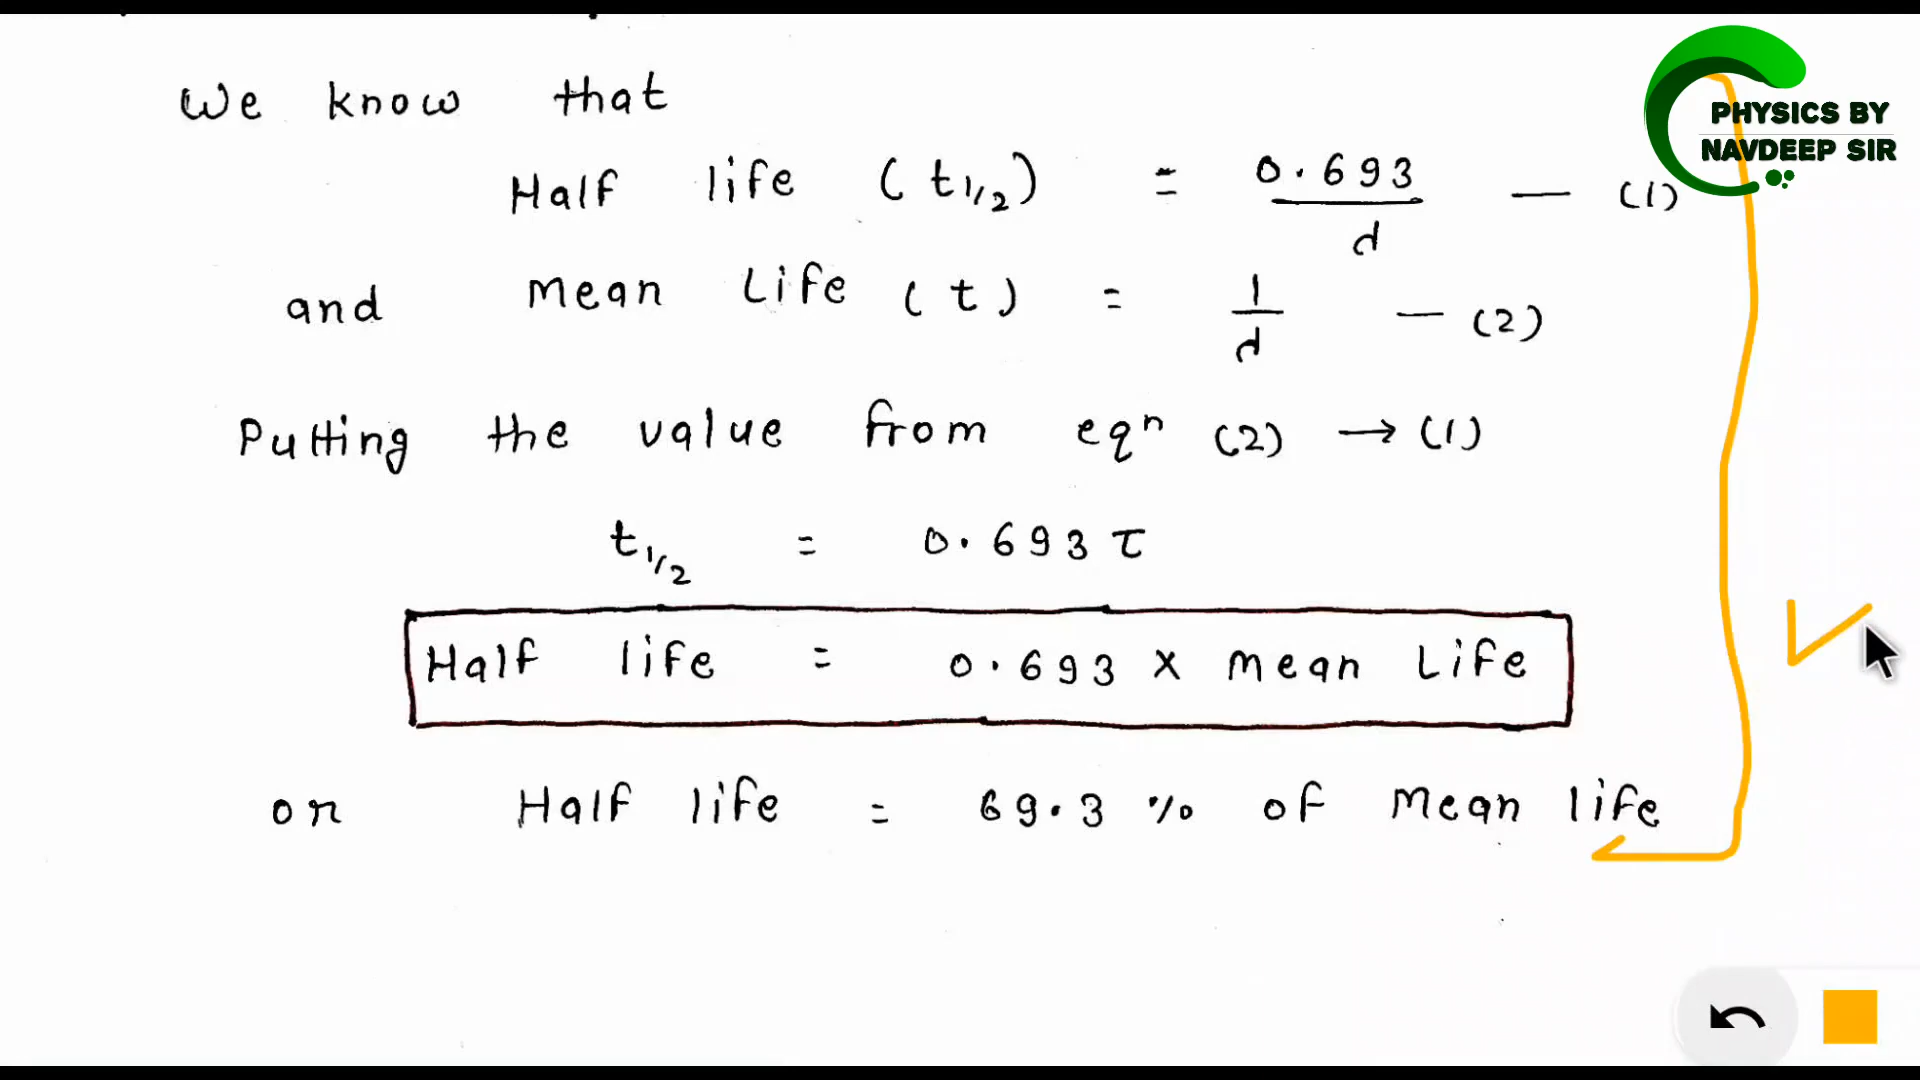 We know that
Half life (t1/2) = 0.693/d — (1)
and Mean Life (t) = 1/d — (2)
Putting the value from eqⁿ (2) → (1)
t1/2 = 0.693 τ
Half life = 0.693 X Mean Life
or Half life = 69.3 % of Mean life
PHYSICS BY
NAVDEEP SIR